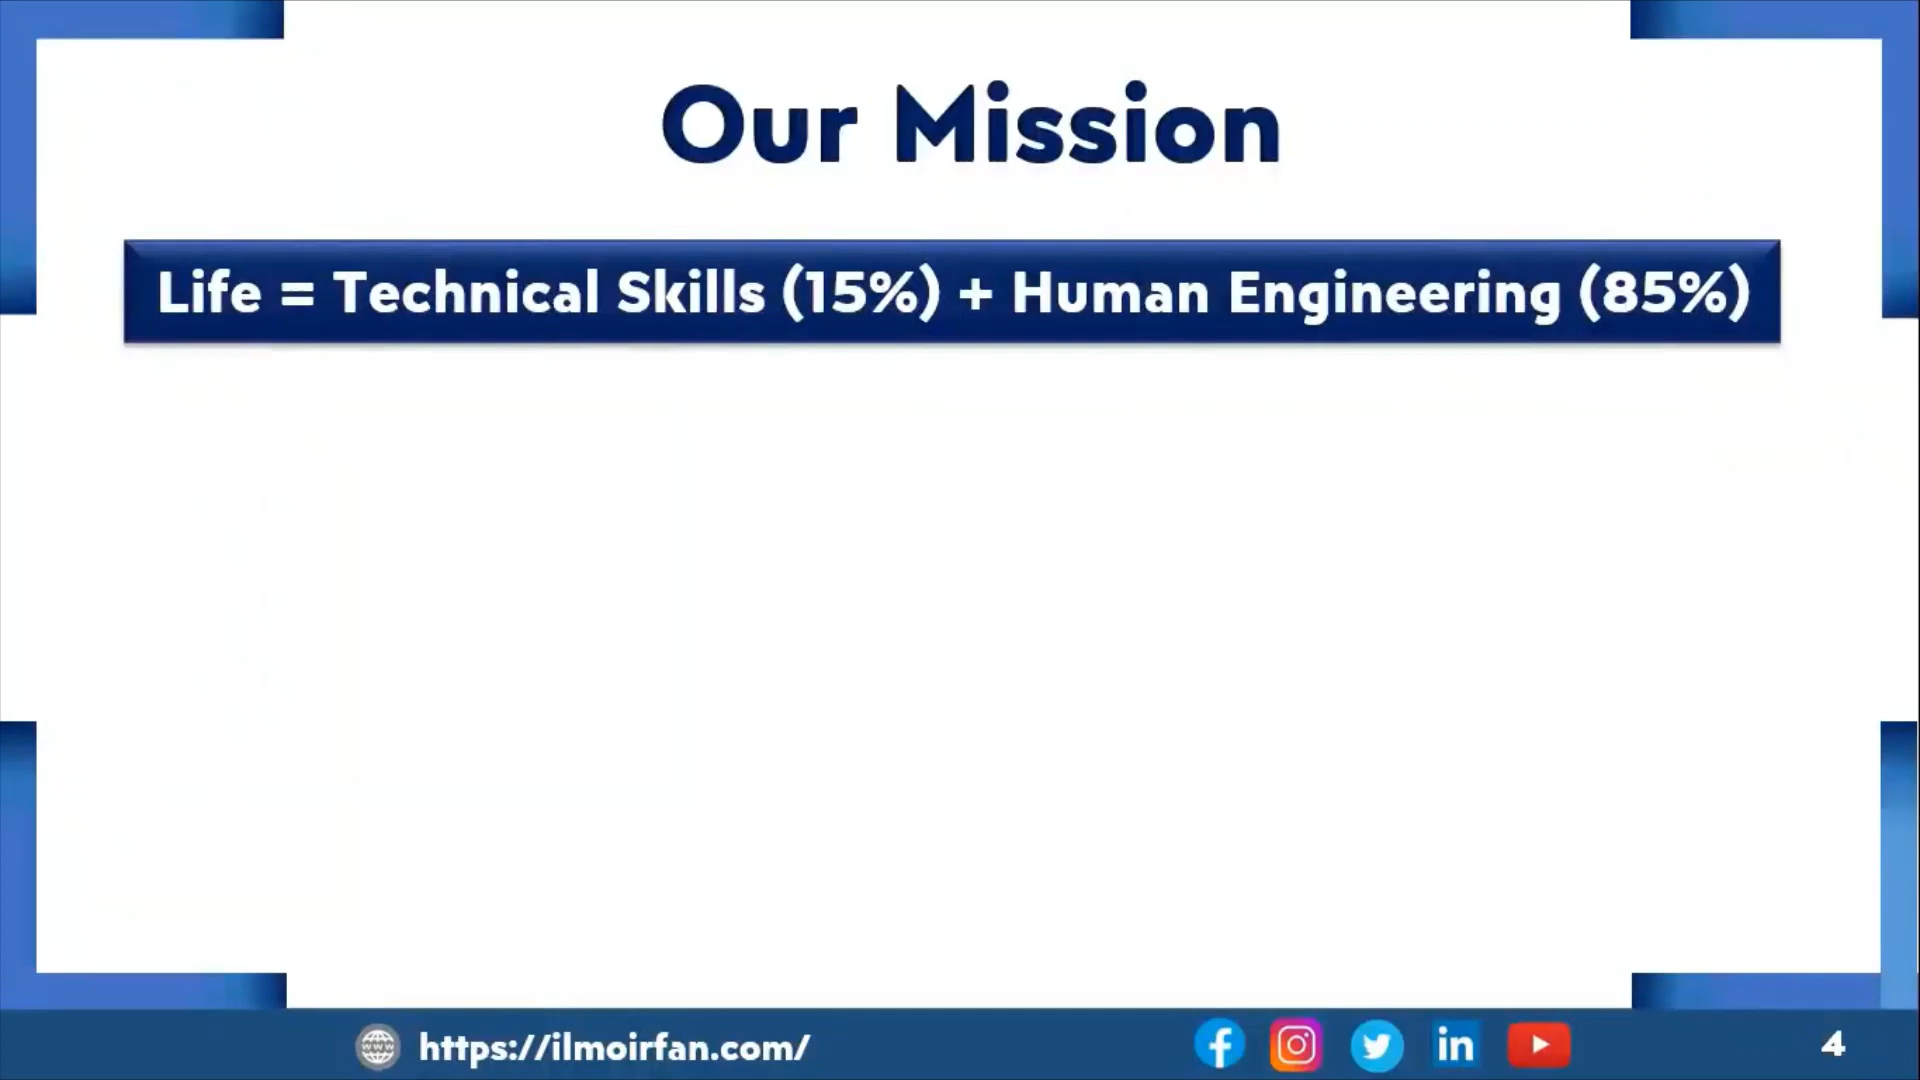 Our Mission
Life = Technical Skills (15%) + Human Engineering (85%)
https://ilmoirfan.com/
in
4